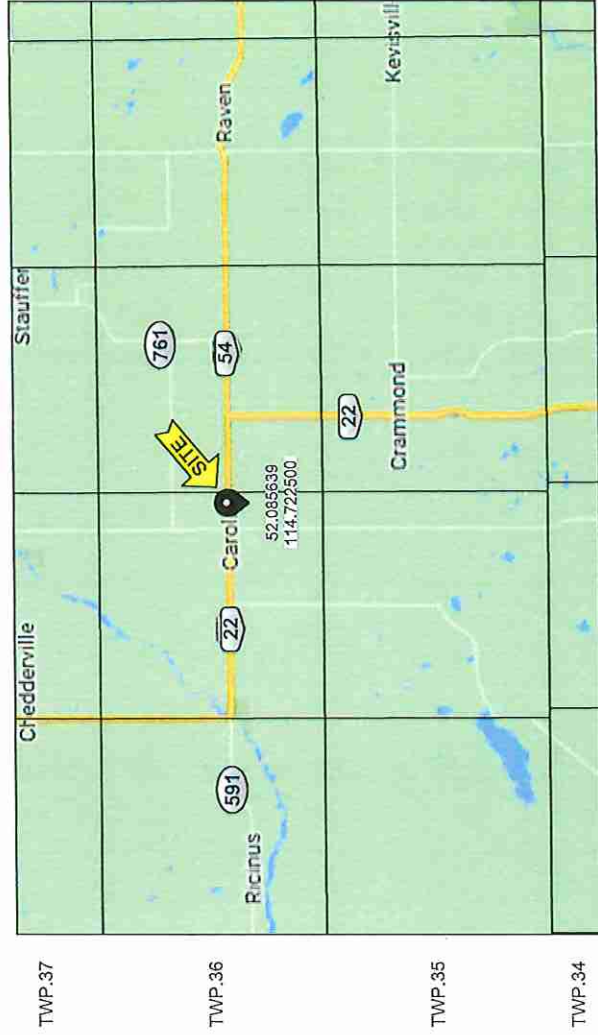 Chedderville
Stauffer
TWP.37
761
SITE
TWP.36
Ricinus
591
22
Carol
54
Raven
52.085639
114.722500
22
Crammond
Kevisvill
TWP.35
TWP.34